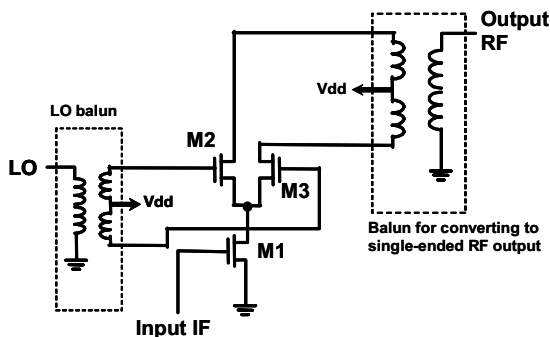 Output
RF
Vdd
LO balun
M2
LO
Vdd
M3
Balun for converting to
single-ended RF output
M1
Input IF